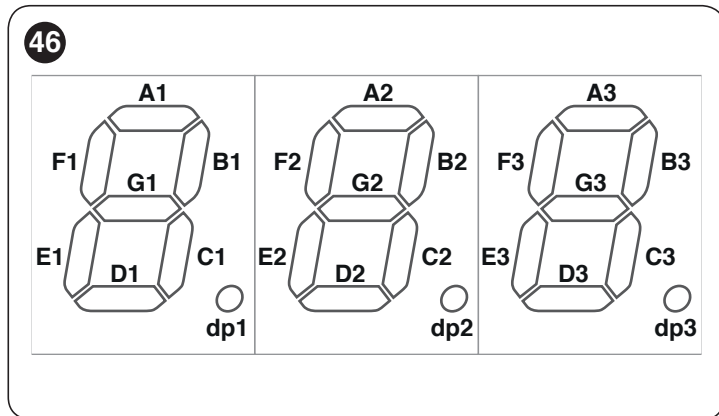 46
A1 A2 A3
F1 B1 F2 B2 F3 B3
G1 G2 G3
E1 C1 E2 C2 E3 C3
D1 D2 D3
dp1 dp2 dp3